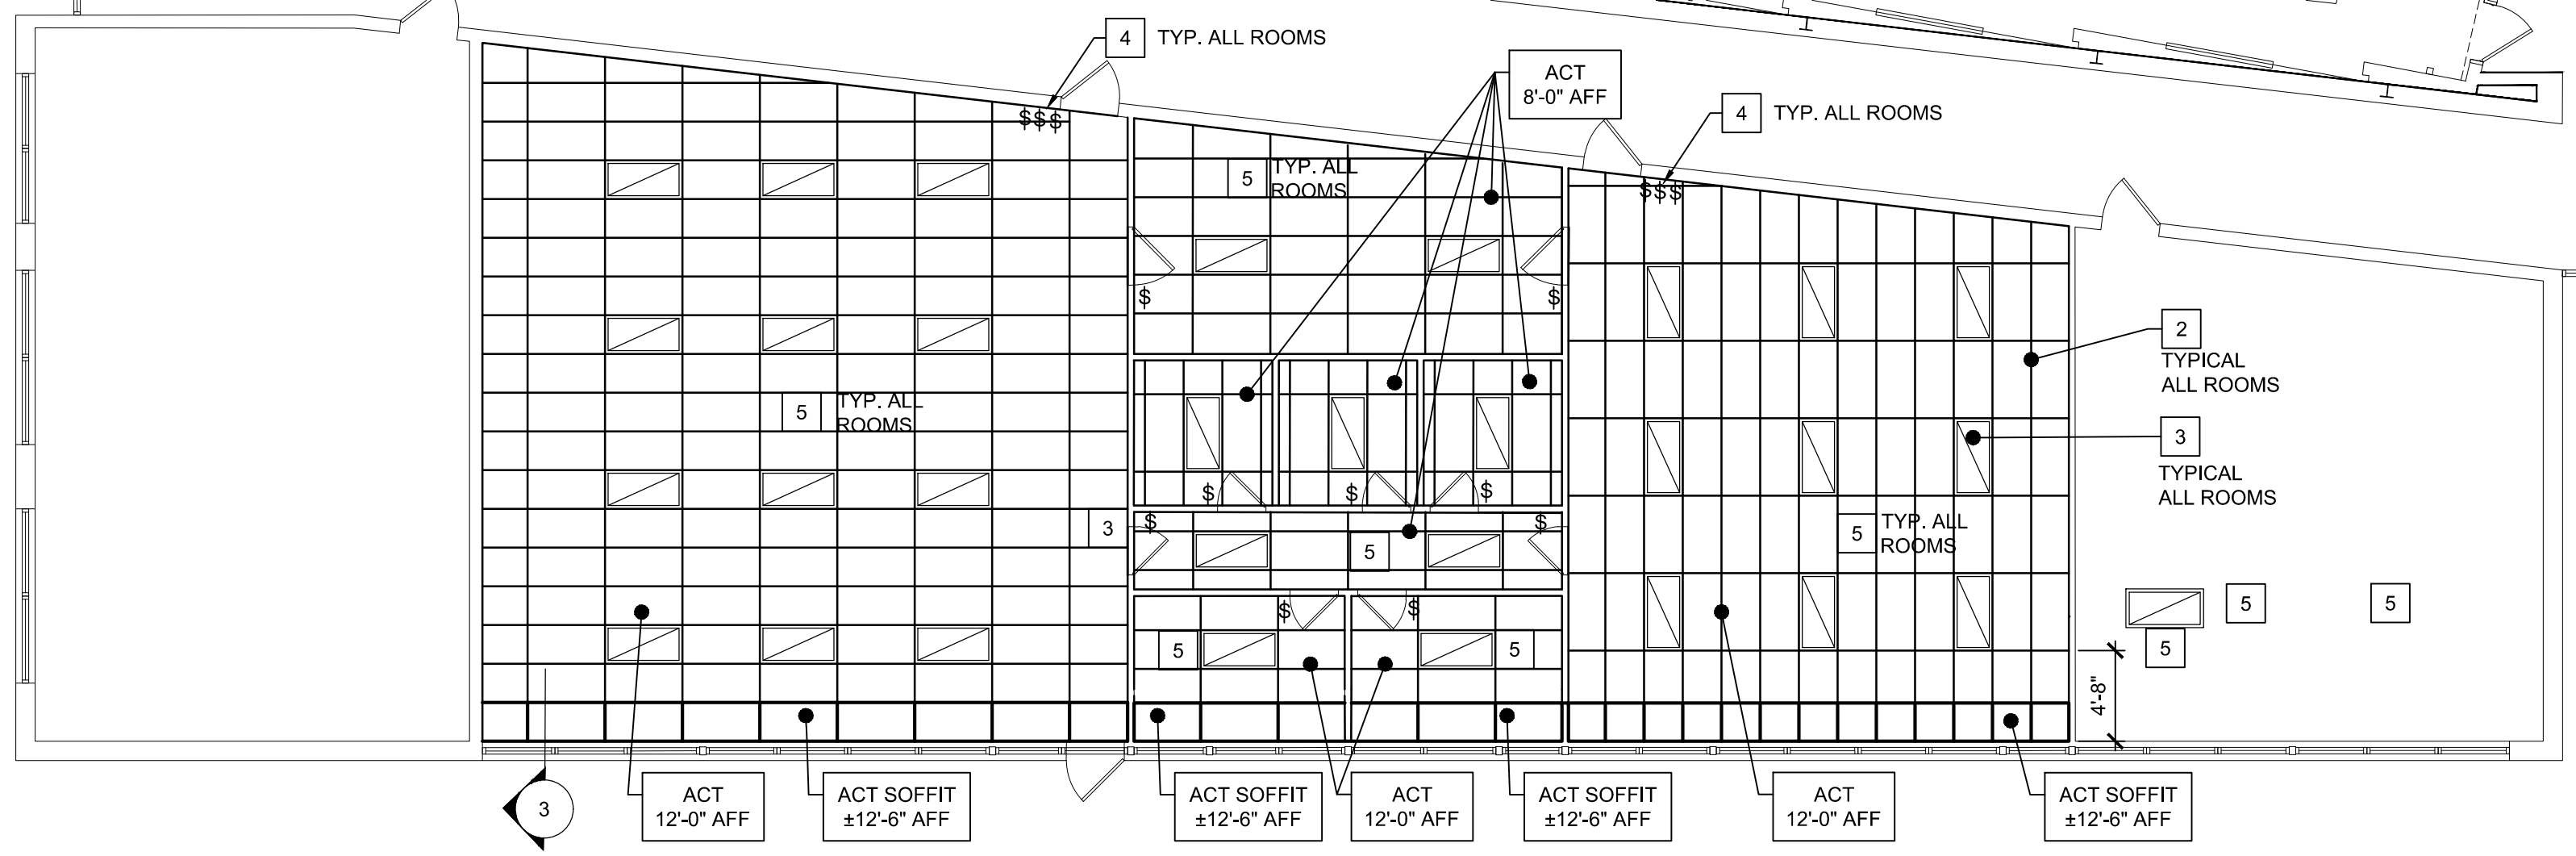 4 TYP. ALL ROOMS
ACT
8'-0" AFF
4 TYP. ALL ROOMS
$$$
5 TYP. ALL
ROOMS
$$$
$
$
2
TYPICAL
ALL ROOMS
5 TYP. ALL
ROOMS
3
TYPICAL
ALL ROOMS
$
$
$
3
$
$
5
5 TYP. ALL
ROOMS
$
$
5
5
5
5
5
4'-8"
3
ACT
12'-0" AFF
ACT SOFFIT
±12'-6" AFF
ACT SOFFIT
±12'-6" AFF
ACT
12'-0" AFF
ACT SOFFIT
±12'-6" AFF
ACT
12'-0" AFF
ACT SOFFIT
±12'-6" AFF